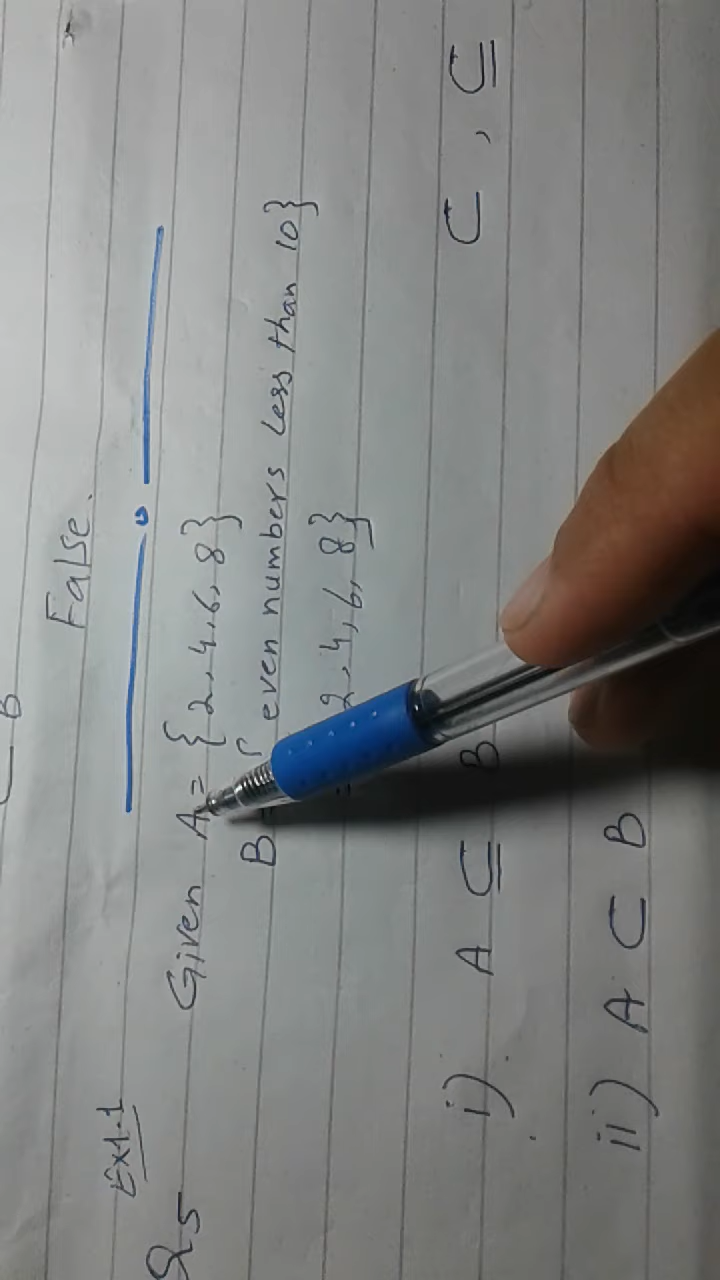 B
False.
Ex1.1
Q5 Given A = {2,4,6,8}
B { even numbers less than 10}
= 2,4,6,8}
⊂ , ⊆
i) A ⊆ B
ii) A ⊂ B